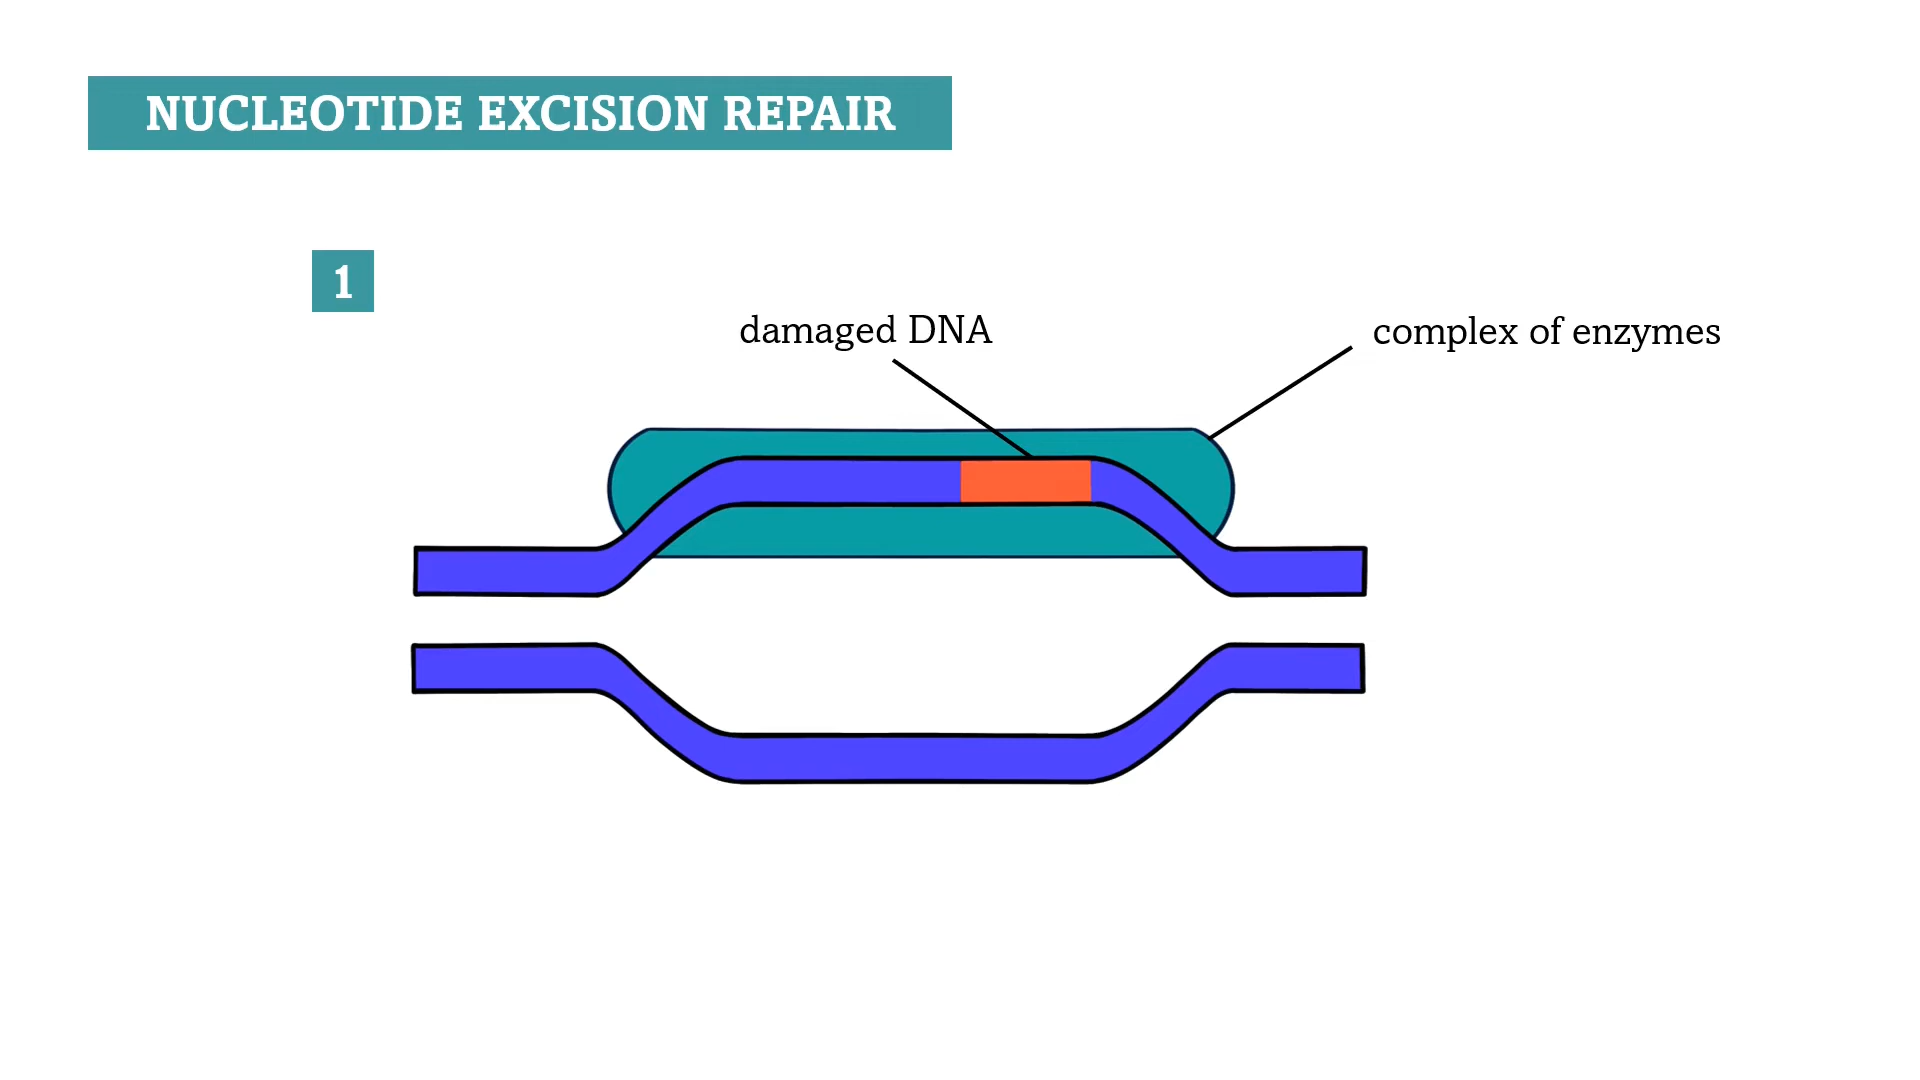 NUCLEOTIDE EXCISION REPAIR
1
damaged DNA
complex of enzymes